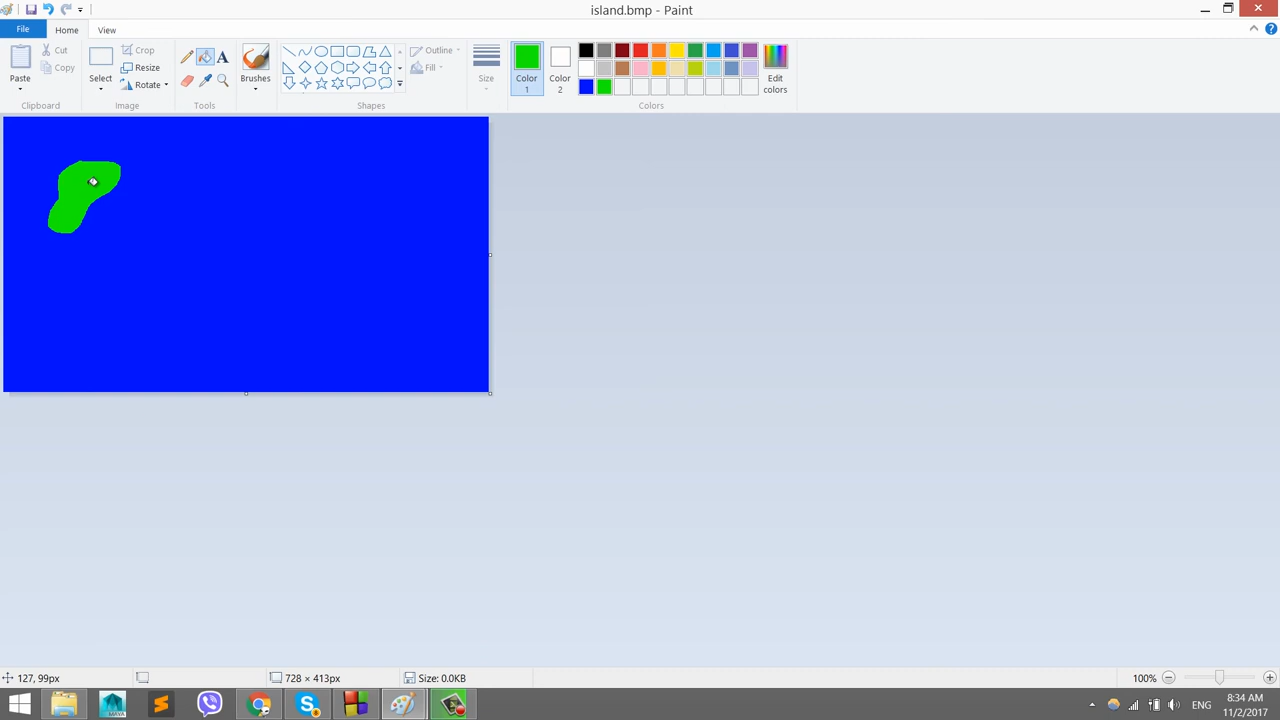 island.bmp - Paint
File
Home
View
Paste
Cut
Copy
Clipboard
Select
Crop
Resize
Rotate
Image
A
Tools
Brushes
Outline
Fill
Shapes
Size
Color
1
Color
2
Edit
colors
Colors
127, 99px
728 × 413px
Size: 0.0KB
100%
MAYA
ENG
8:34 AM
11/2/2017